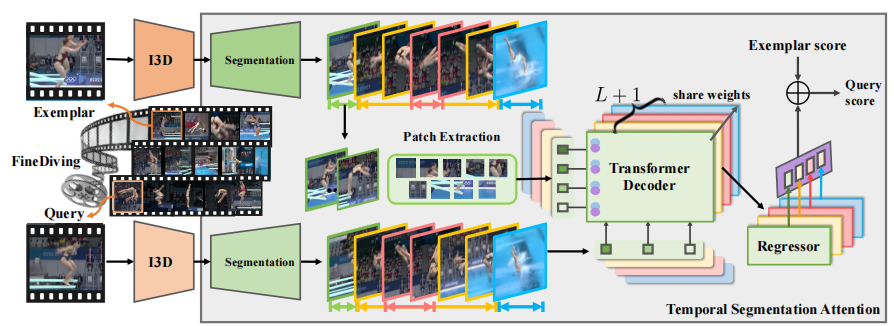 I3D
Segmentation
Exemplar
FineDiving
Query
I3D
Segmentation
Patch Extraction
L + 1
share weights
Transformer
Decoder
Exemplar score
Query
score
Regressor
Temporal Segmentation Attention